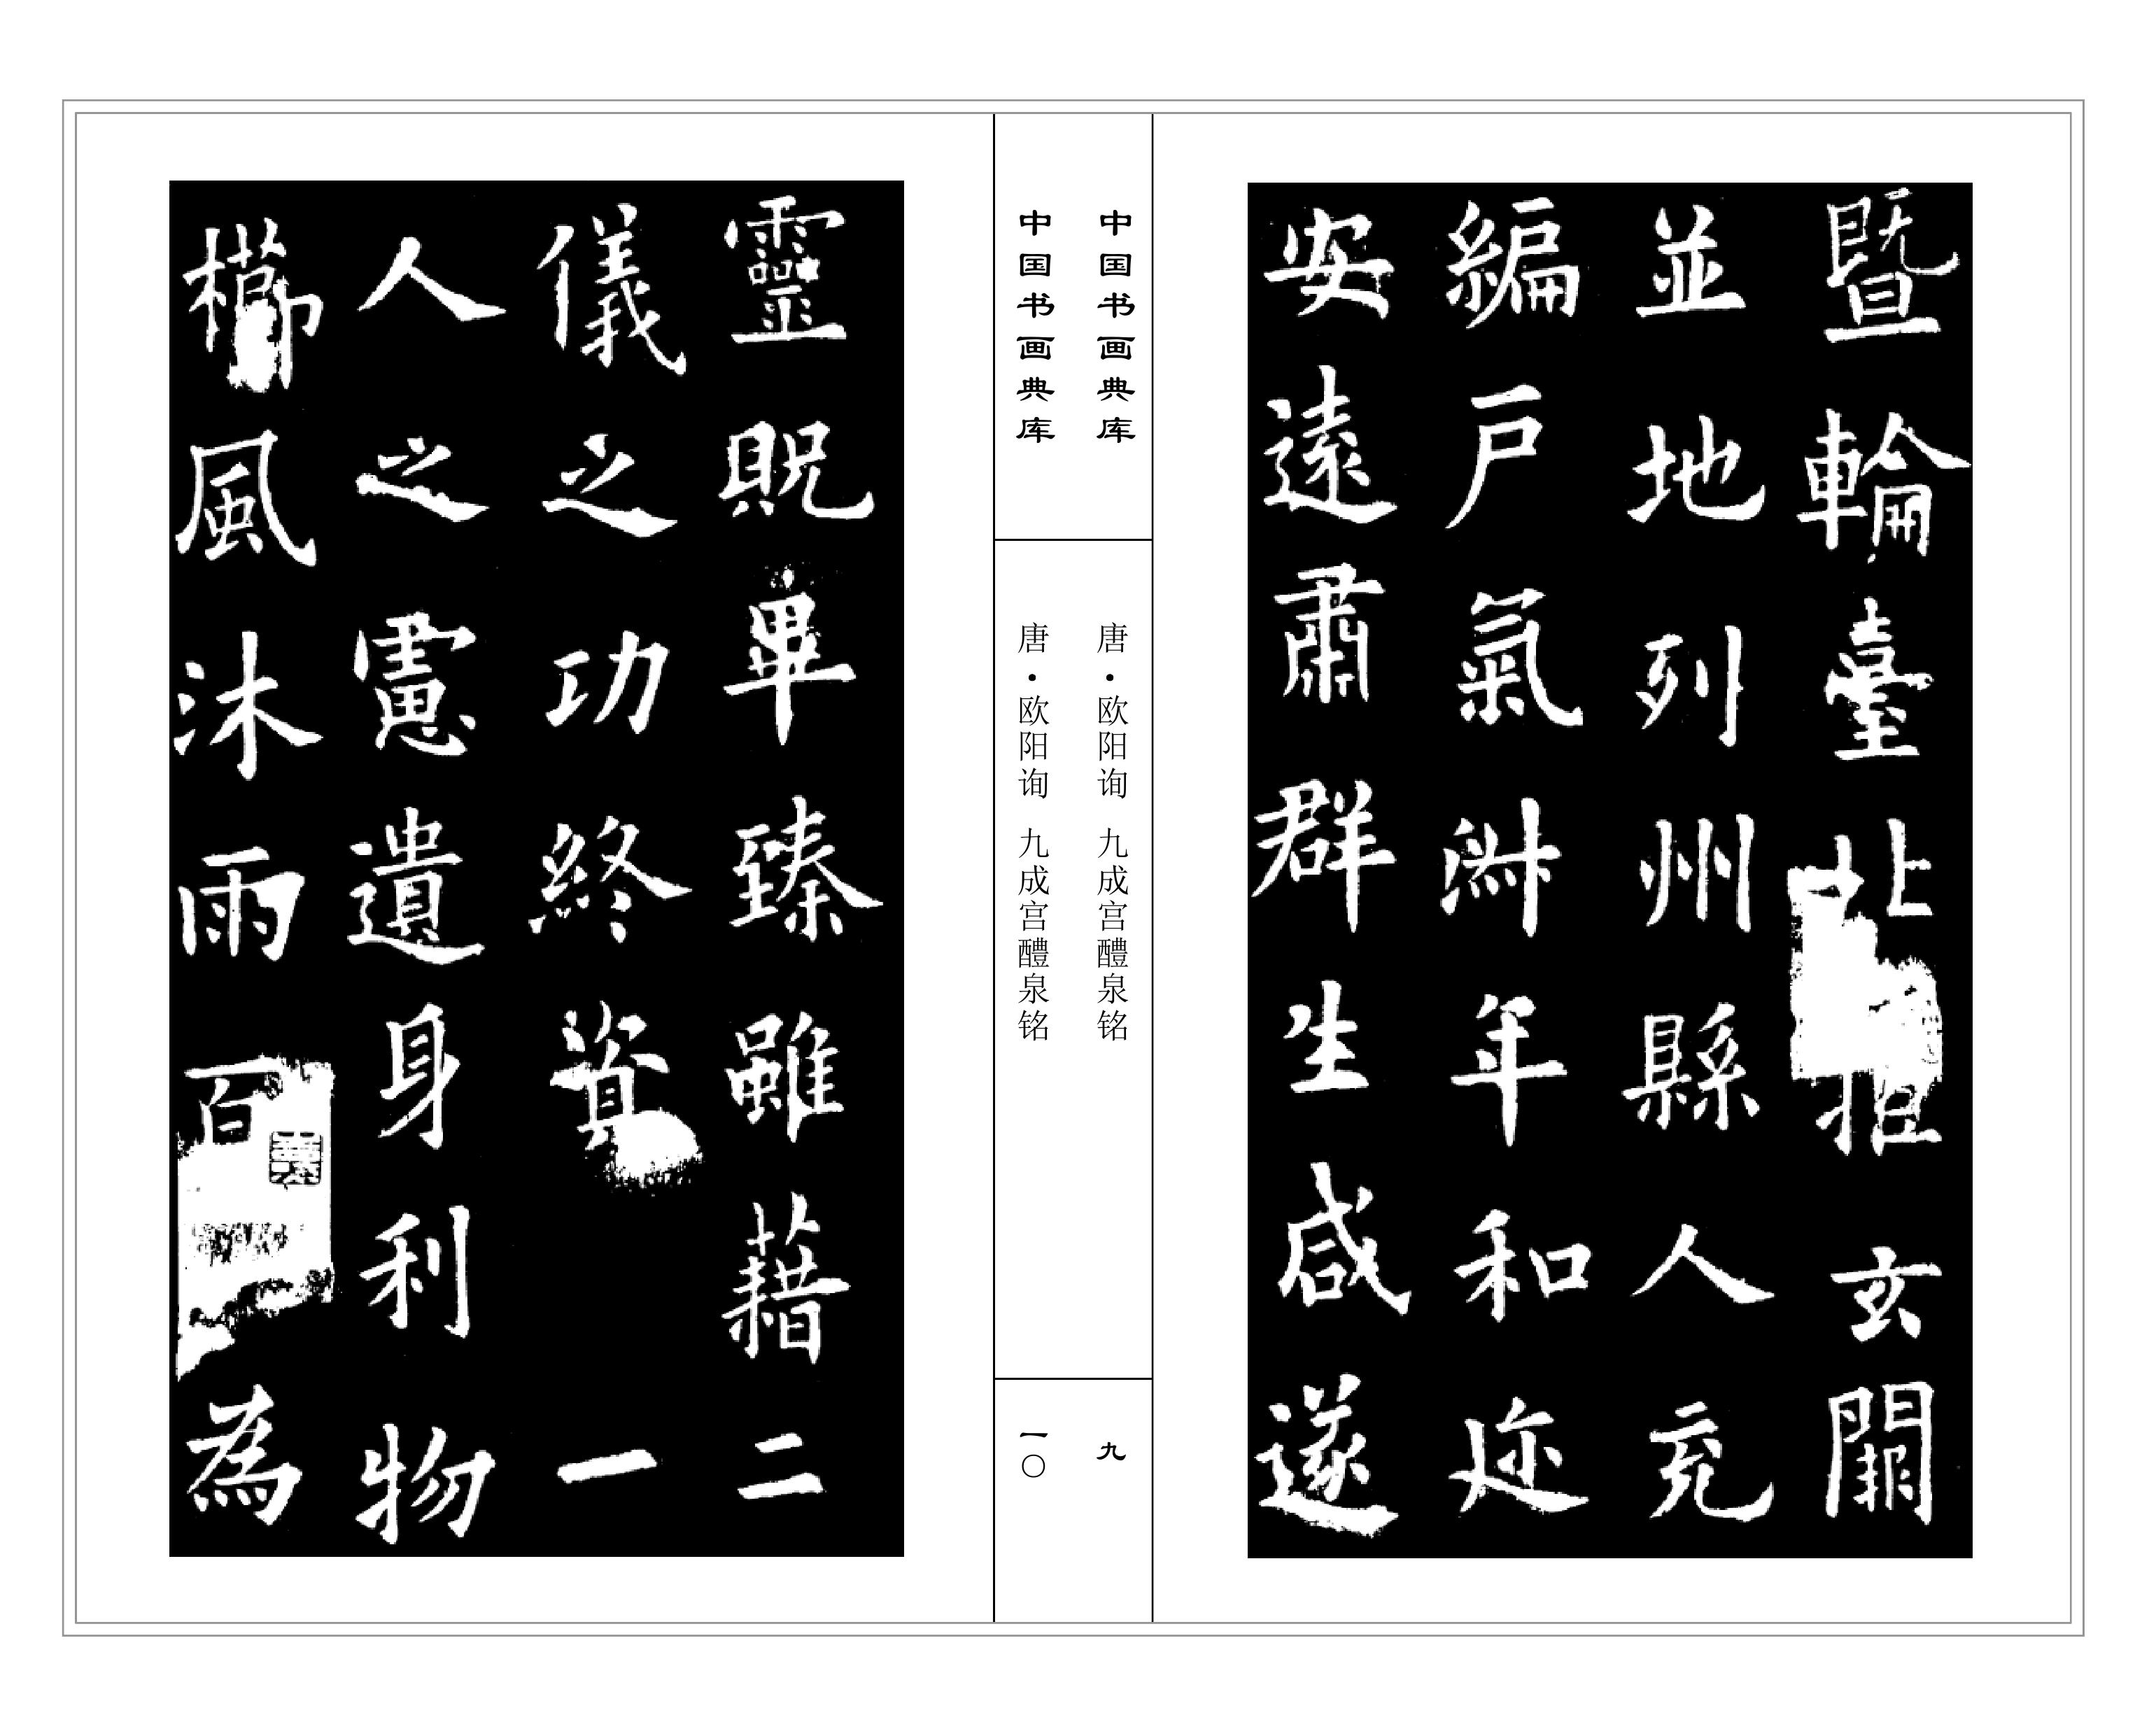 暨輪臺北拒玄闕
並地列州縣人充
編戶氣淑年和迩
安遠肅群生咸遂
中国书画典库
唐·欧阳询 九成宫醴泉铭
九
中国书画典库
唐·欧阳询 九成宫醴泉铭
一〇
靈貺畢臻雖藉二
儀之功終資一
人之慮遺身利物
櫛風沐雨百為